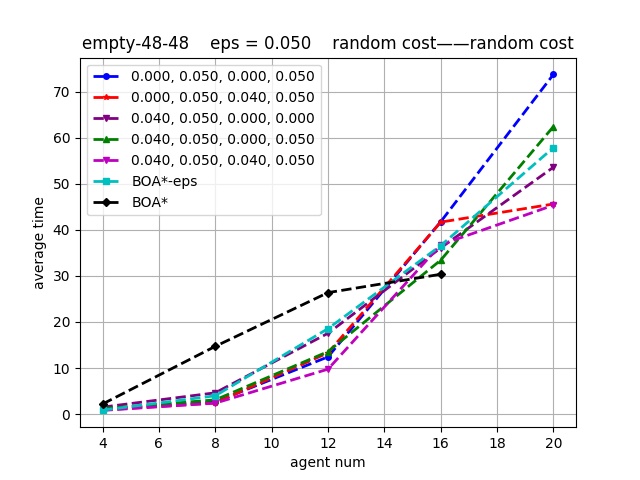 empty-48-48    eps = 0.050    random cost——random cost
0.000, 0.050, 0.000, 0.050
0.000, 0.050, 0.040, 0.050
0.040, 0.050, 0.000, 0.000
0.040, 0.050, 0.000, 0.050
0.040, 0.050, 0.040, 0.050
BOA*-eps
BOA*
average time
70
60
50
40
30
20
10
0
4 6 8 10 12 14 16 18 20
agent num